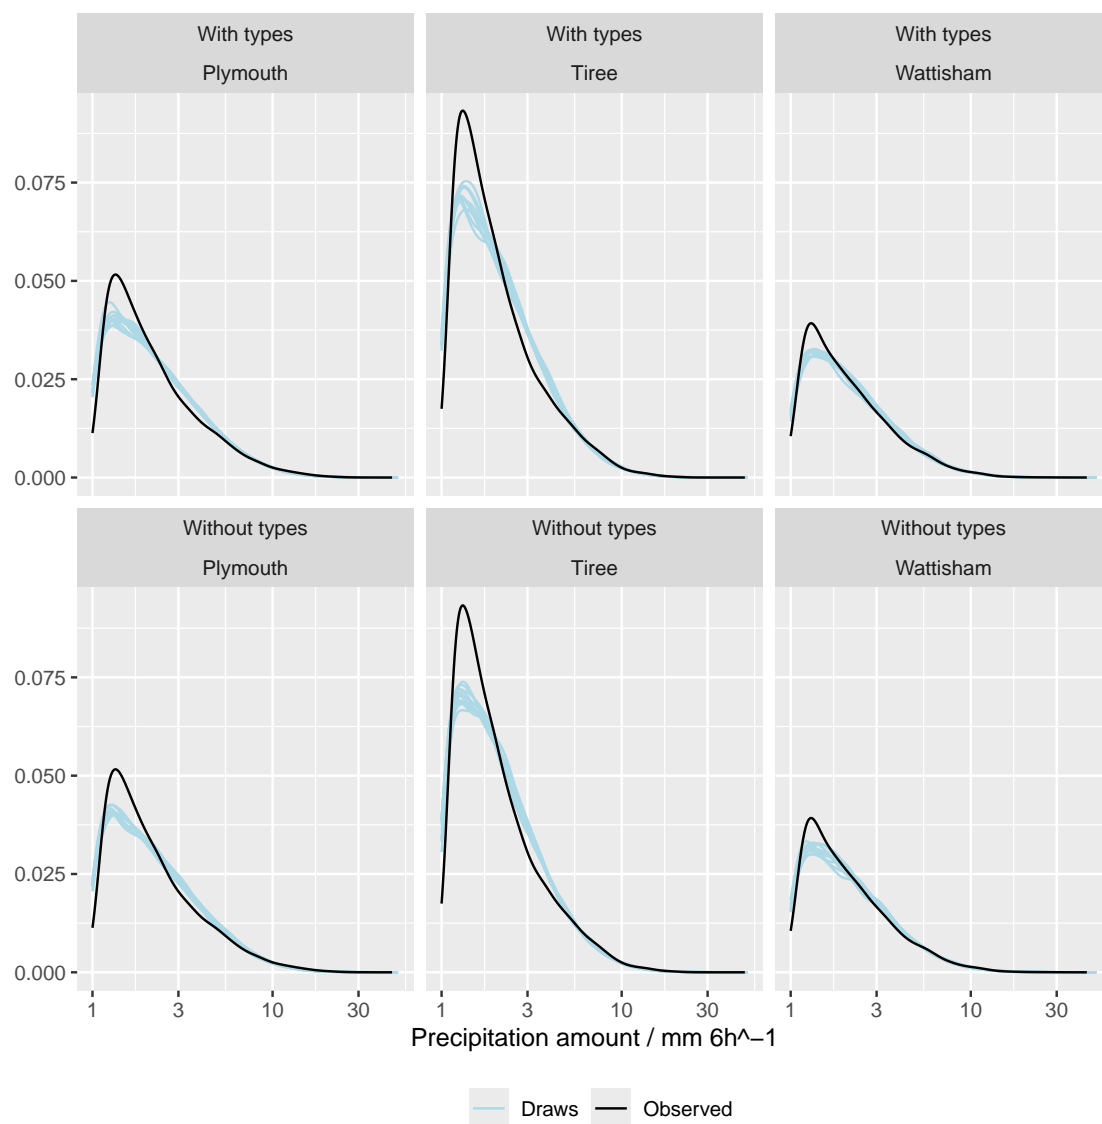 With types With types With types
Plymouth Tiree Wattisham
0.075
0.050
0.025
0.000
Without types Without types Without types
Plymouth Tiree Wattisham
0.075
0.050
0.025
0.000
1 3 10 30 1 3 10 30 1 3 10 30
Precipitation amount / mm 6h^−1
Draws Observed